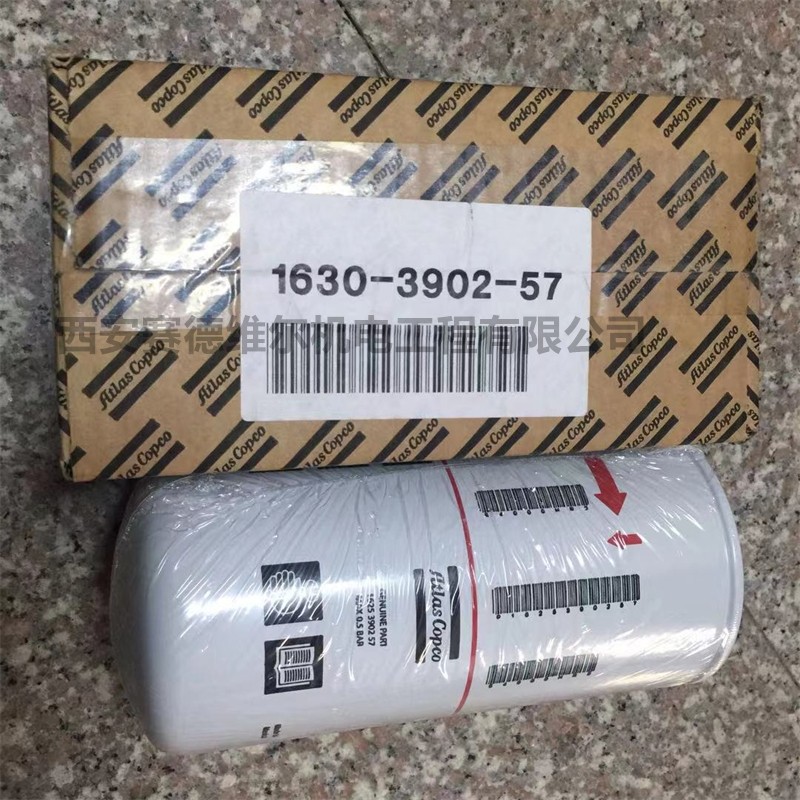 Atlas Copco
1630-3902-57
西安赛德维尔机电工程有限公司
Atlas Copco
GENUINE PART
1625 3902 57
MAX 0.5 BAR